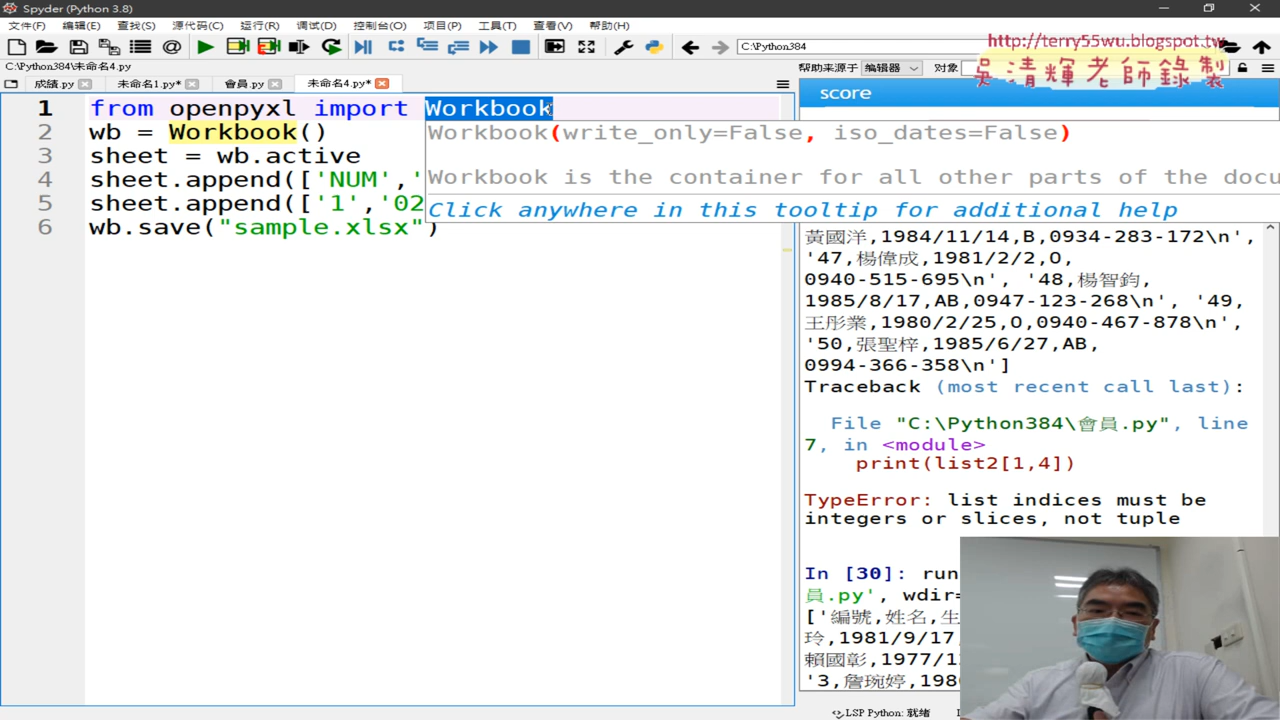 Spyder (Python 3.8)
文件(F) 编辑(E) 查找(S) 源代码(C) 运行(R) 调试(D) 控制台(O) 项目(P) 工具(T) 查看(V) 帮助(H)
C:\Python384
http://terry55wu.blogspot.tw
吳清輝老師錄製
C:\Python384\未命名4.py
帮助来源于 编辑器 对象
成績.py 未命名1.py* 會員.py 未命名4.py*
score
1 from openpyxl import Workbook
2 wb = Workbook()
3 sheet = wb.active
4 sheet.append(['NUM','
5 sheet.append(['1','02
6 wb.save("sample.xlsx")
Workbook(write_only=False, iso_dates=False)
Workbook is the container for all other parts of the docu
Click anywhere in this tooltip for additional help
黃國洋,1984/11/14,B,0934-283-172\n',
'47,楊偉成,1981/2/2,O,
0940-515-695\n', '48,楊智鈞,
1985/8/17,AB,0947-123-268\n', '49,
王彤業,1980/2/25,O,0940-467-878\n',
'50,張聖梓,1985/6/27,AB,
0994-366-358\n']
Traceback (most recent call last):
File "C:\Python384\會員.py", line
7, in <module>
print(list2[1,4])
TypeError: list indices must be
integers or slices, not tuple
In [30]: run
員.py', wdir=
['編號,姓名,生
玲,1981/9/17
賴國彰,1977/1
'3,詹琬婷,198
LSP Python: 就绪